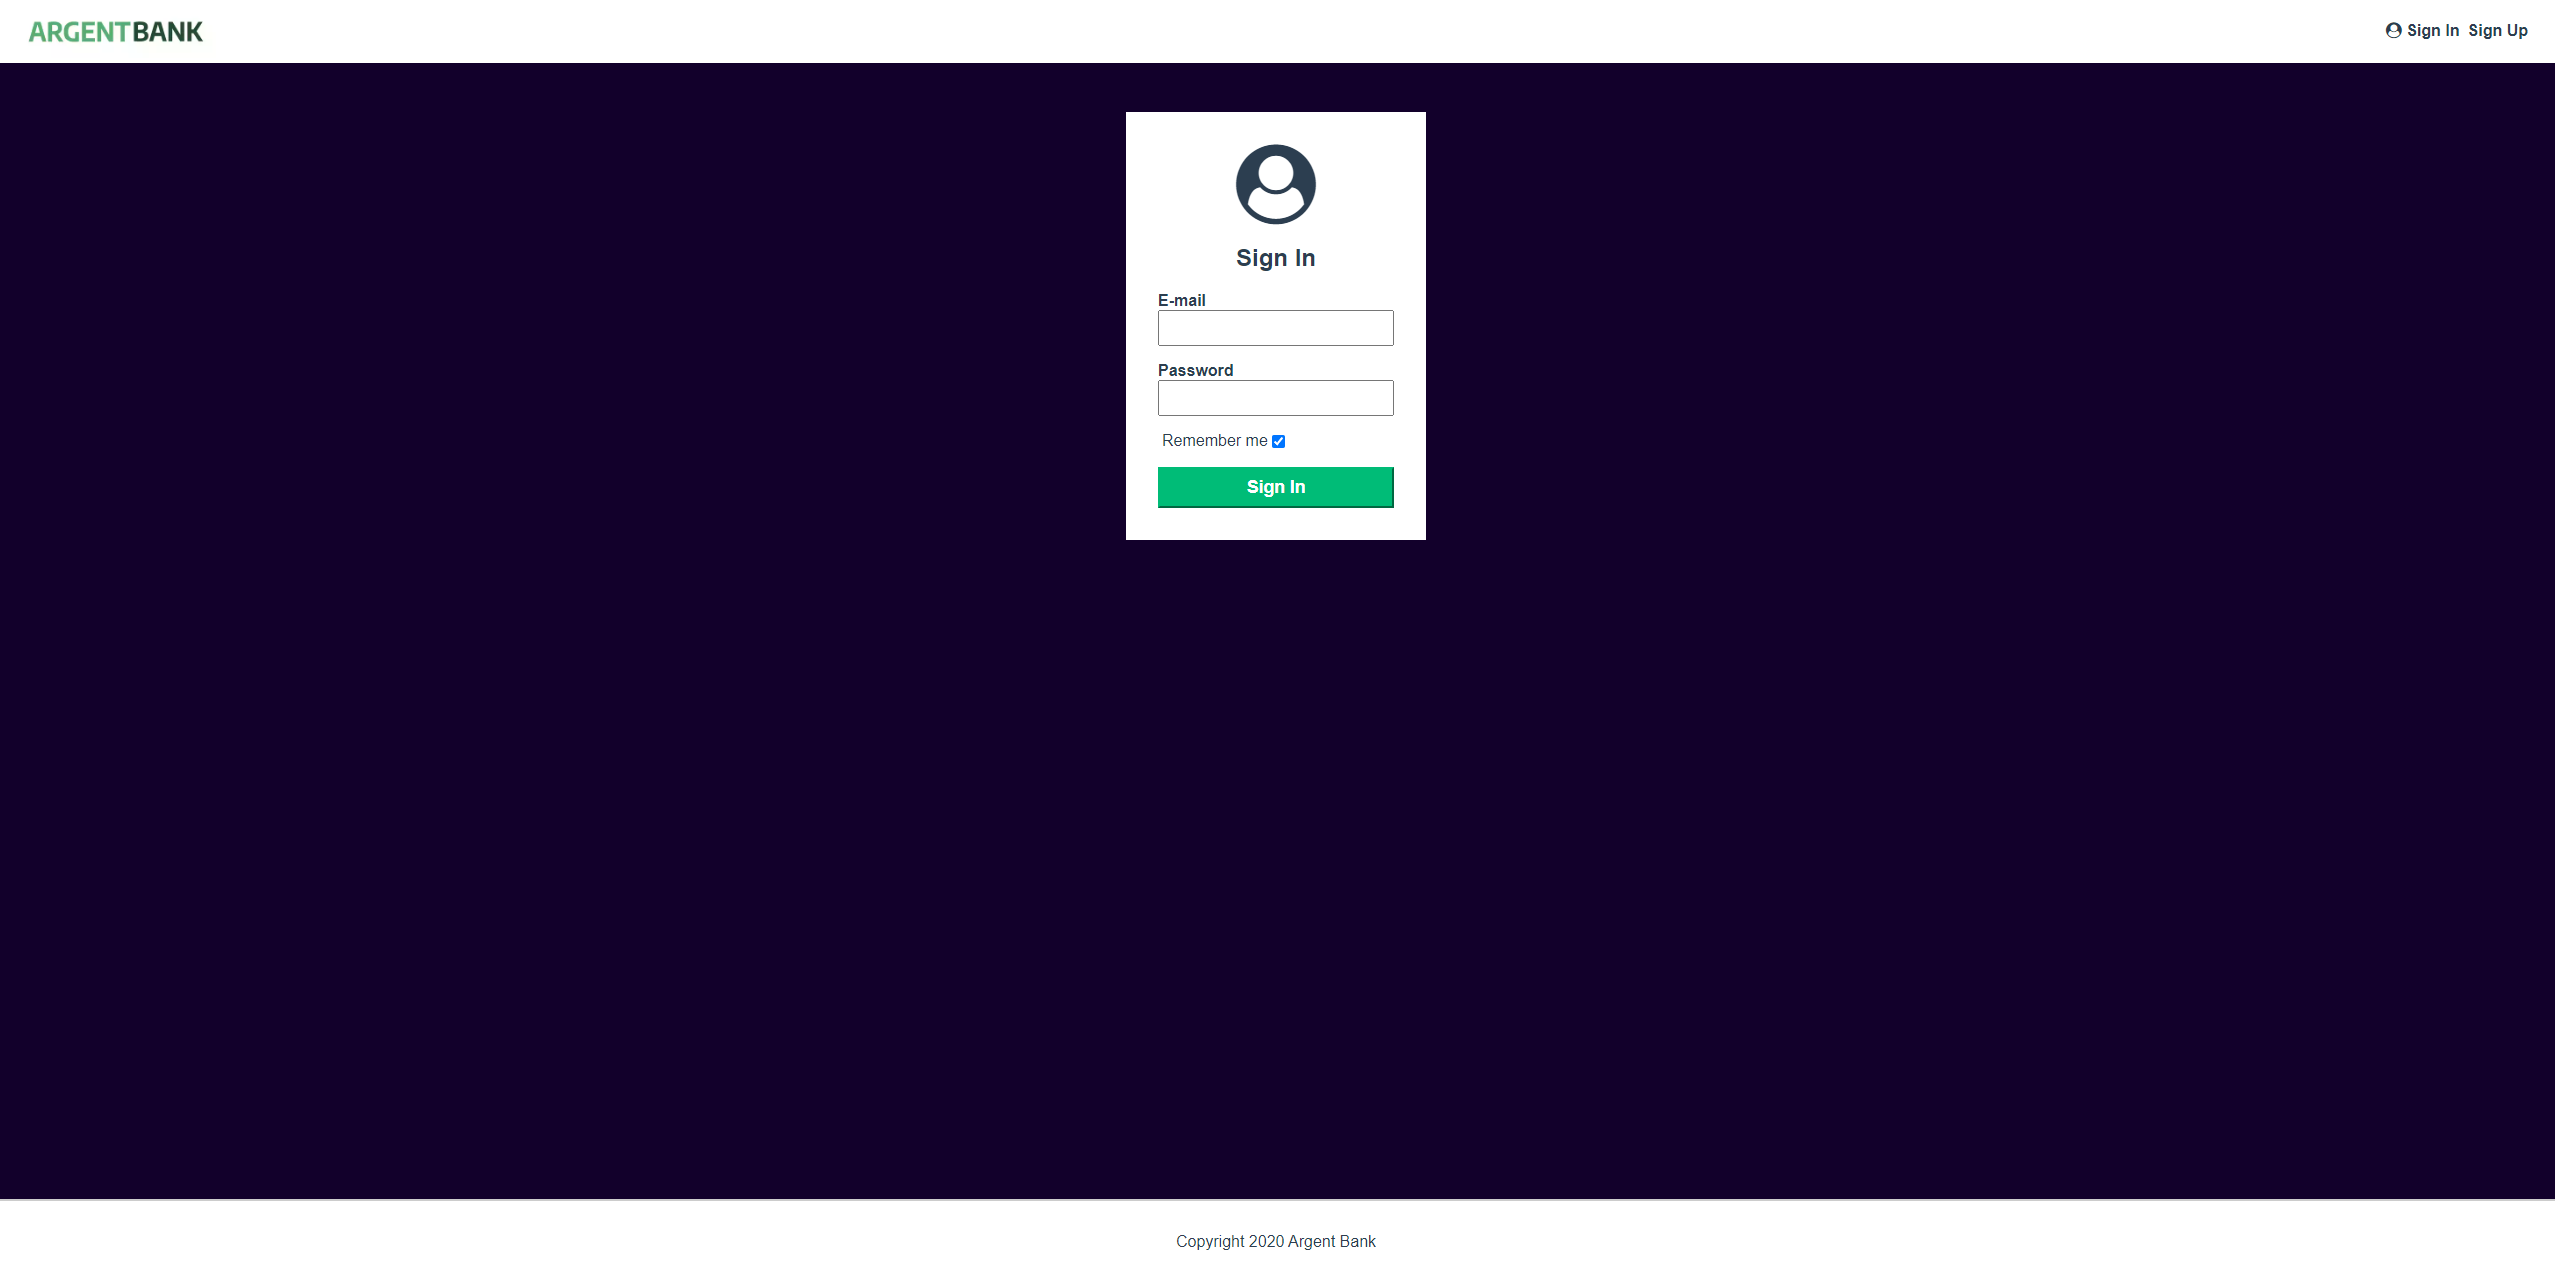 ARGENTBANK
Sign In Sign Up
Sign In
E-mail
Password
Remember me
Sign In
Copyright 2020 Argent Bank